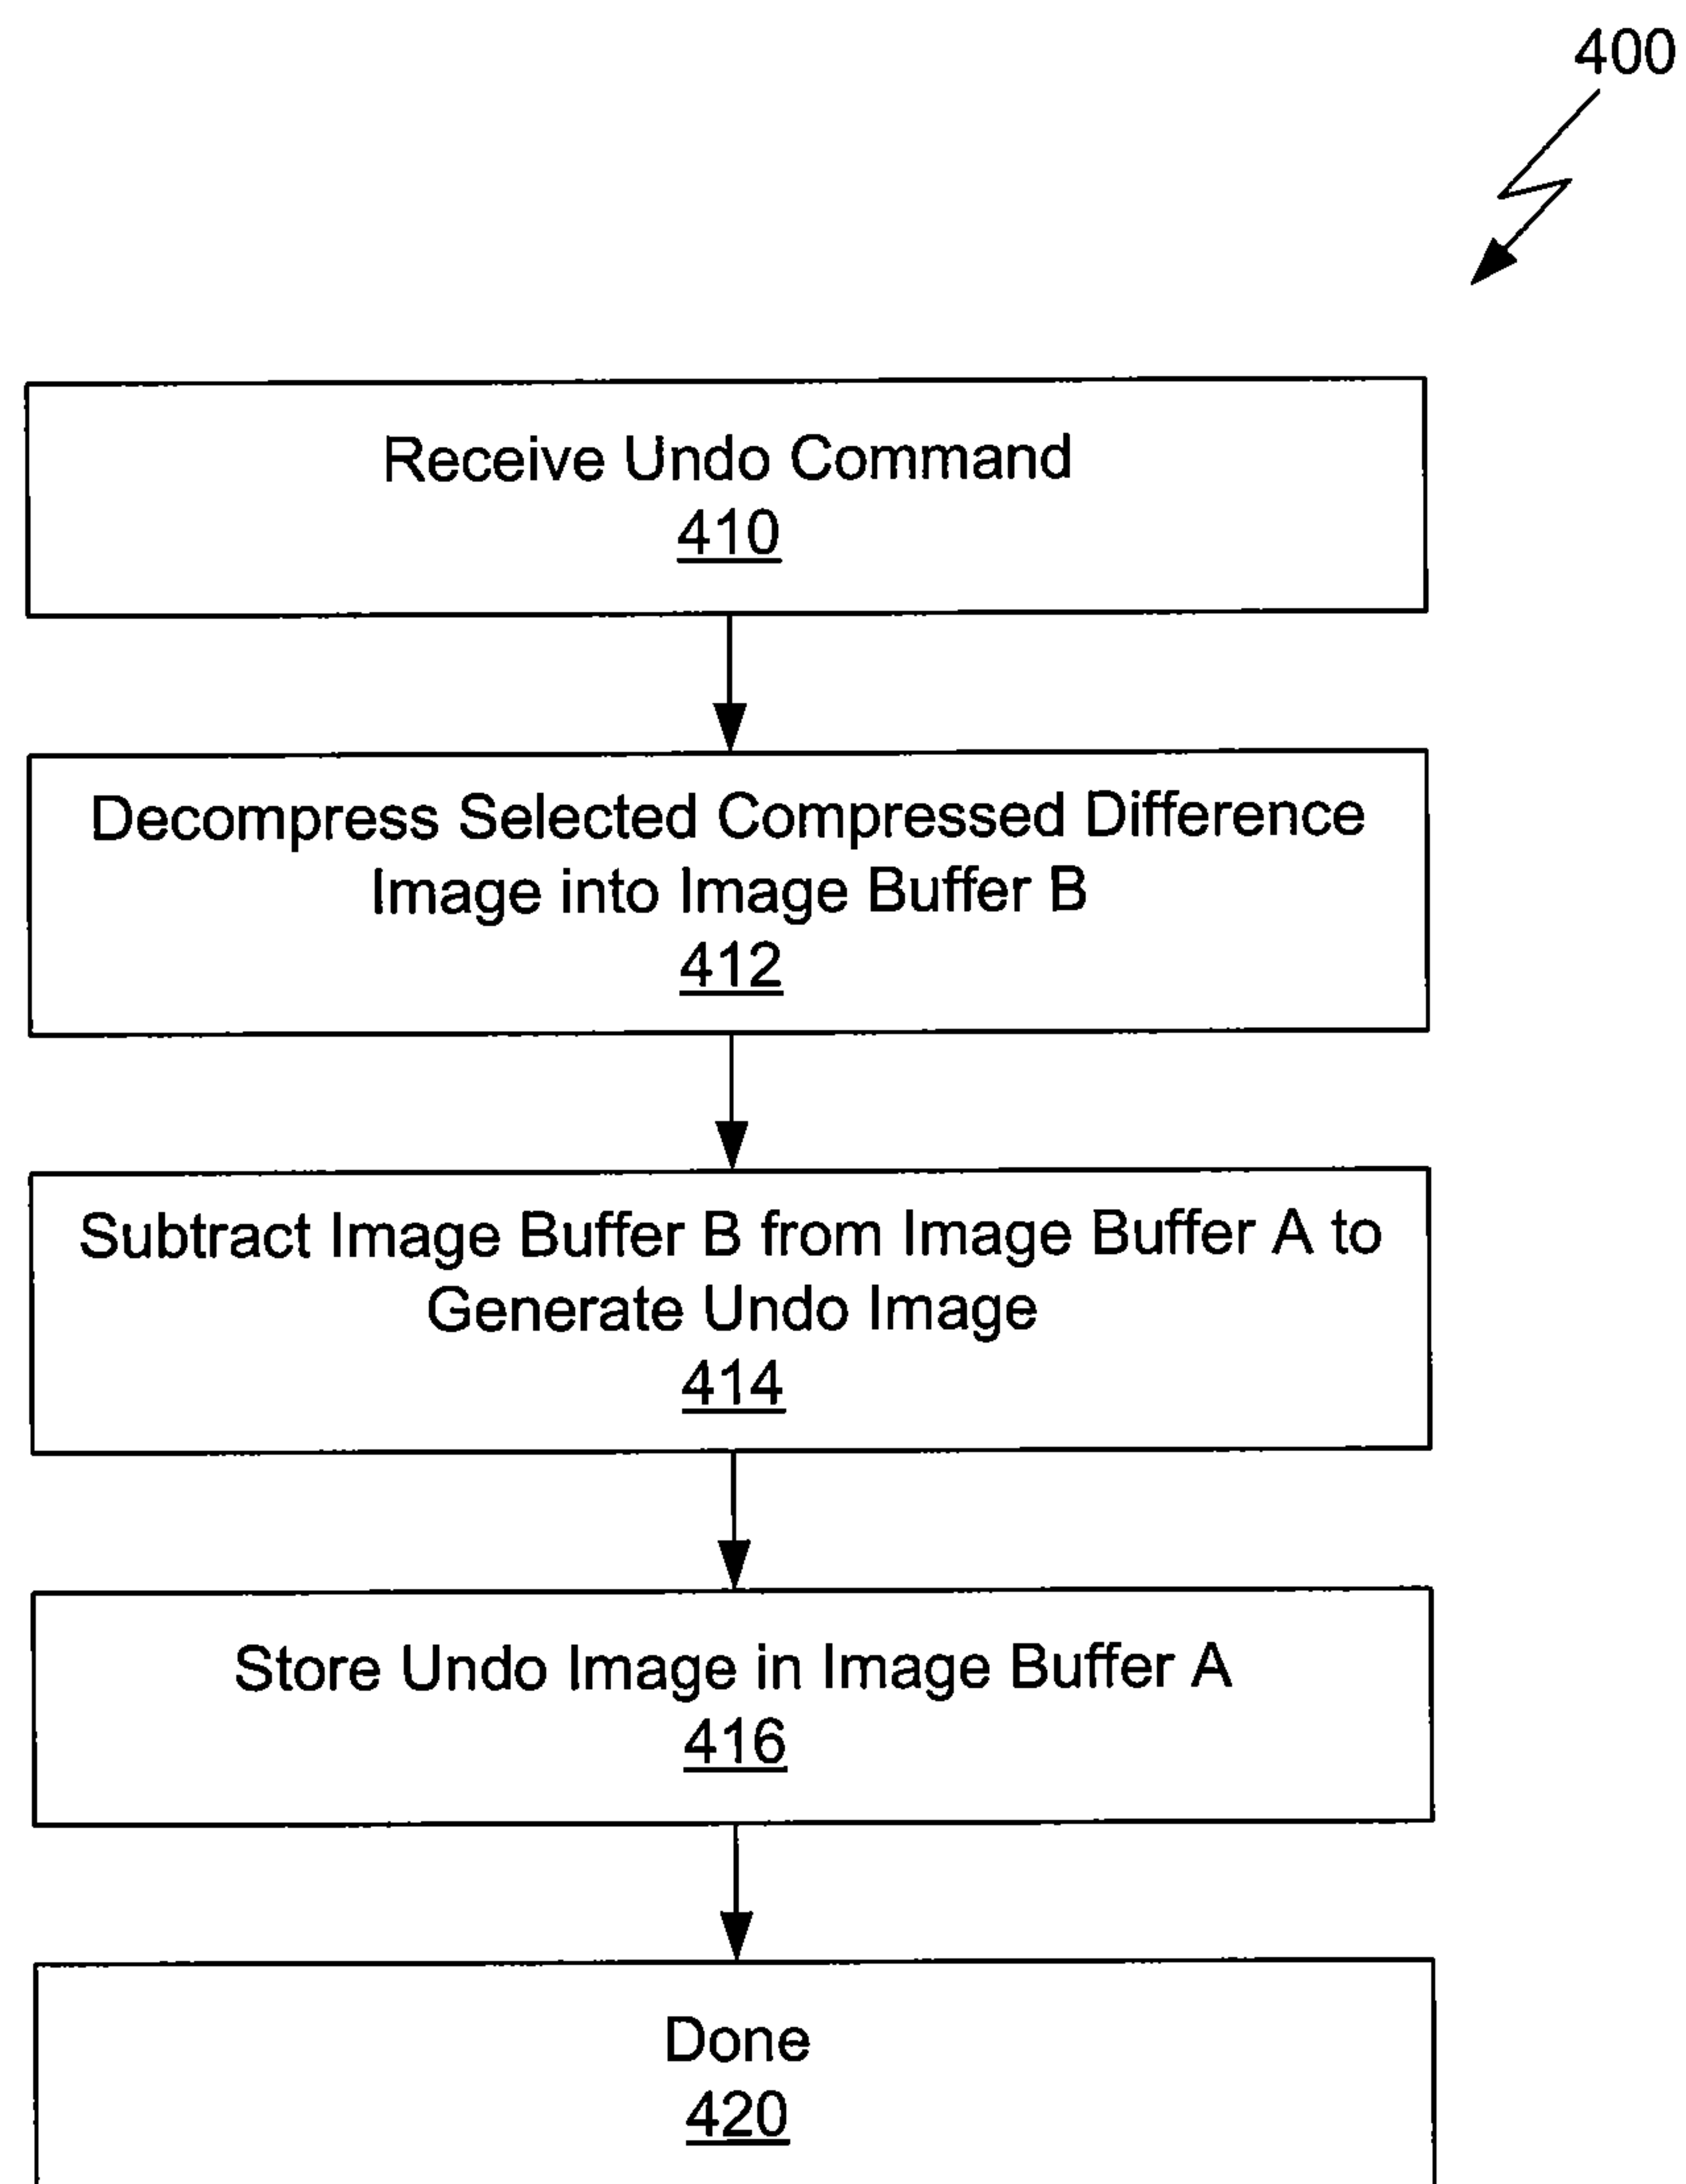 400
Receive Undo Command
410
Decompress Selected Compressed Difference
Image into Image Buffer B
412
Subtract Image Buffer B from Image Buffer A to
Generate Undo Image
414
Store Undo Image in Image Buffer A
416
Done
420